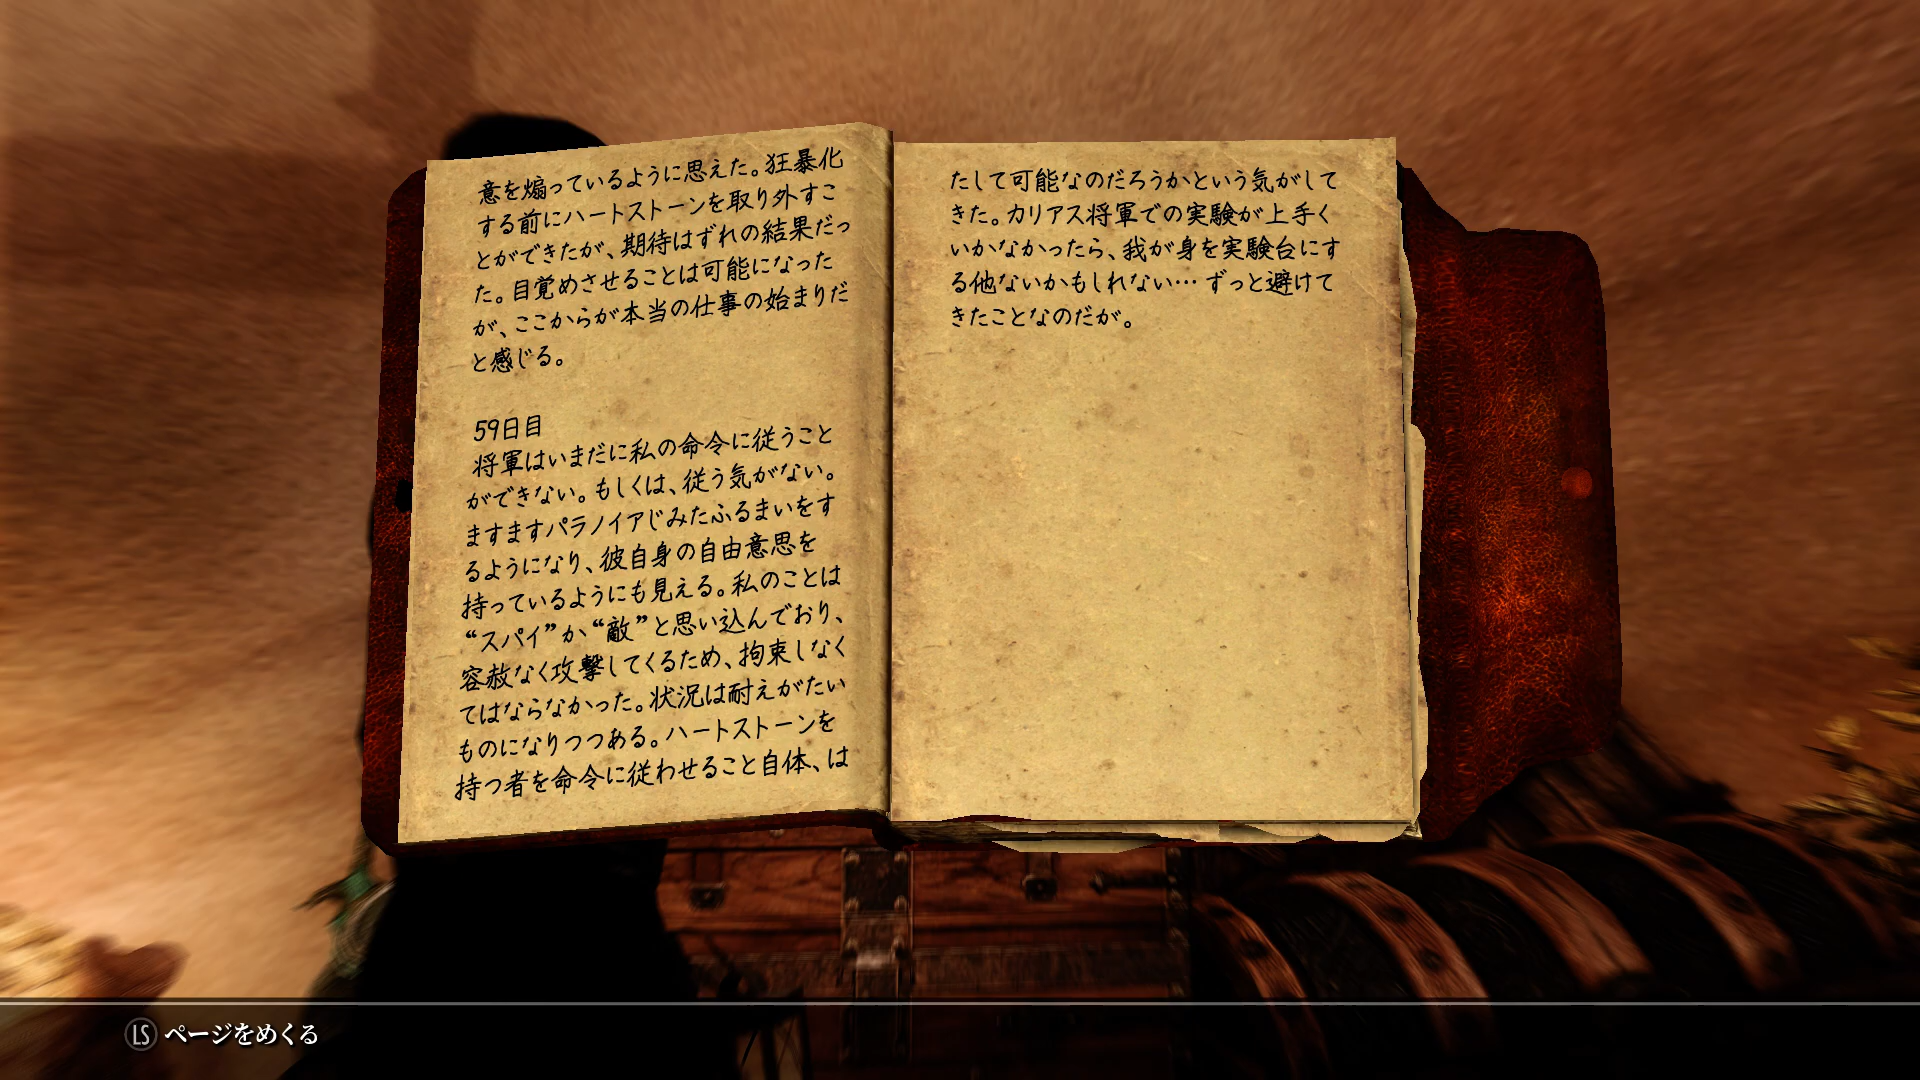 意を煽っているように思えた。狂暴化
する前にハートストーンを取り外すこ
とができたが、期待はずれの結果だっ
た。目覚めさせることは可能になった
が、ここからが本当の仕事の始まりだ
と感じる。
59日目
将軍はいまだに私の命令に従うこと
ができない。もしくは、従う気がない。
ますますパラノイアじみたふるまいをす
るようになり、彼自身の自由意思を
持っているようにも見える。私のことは
“スパイ”か“敵”と思い込んでおり、
容赦なく攻撃してくるため、拘束しなく
てはならなかった。状況は耐えがたい
ものになりつつある。ハートストーンを
持つ者を命令に従わせること自体、は
たして可能なのだろうかという気がして
きた。カリアス将軍での実験が上手く
いかなかったら、我が身を実験台にす
る他ないかもしれない… ずっと避けて
きたことなのだが。
LS ページをめくる